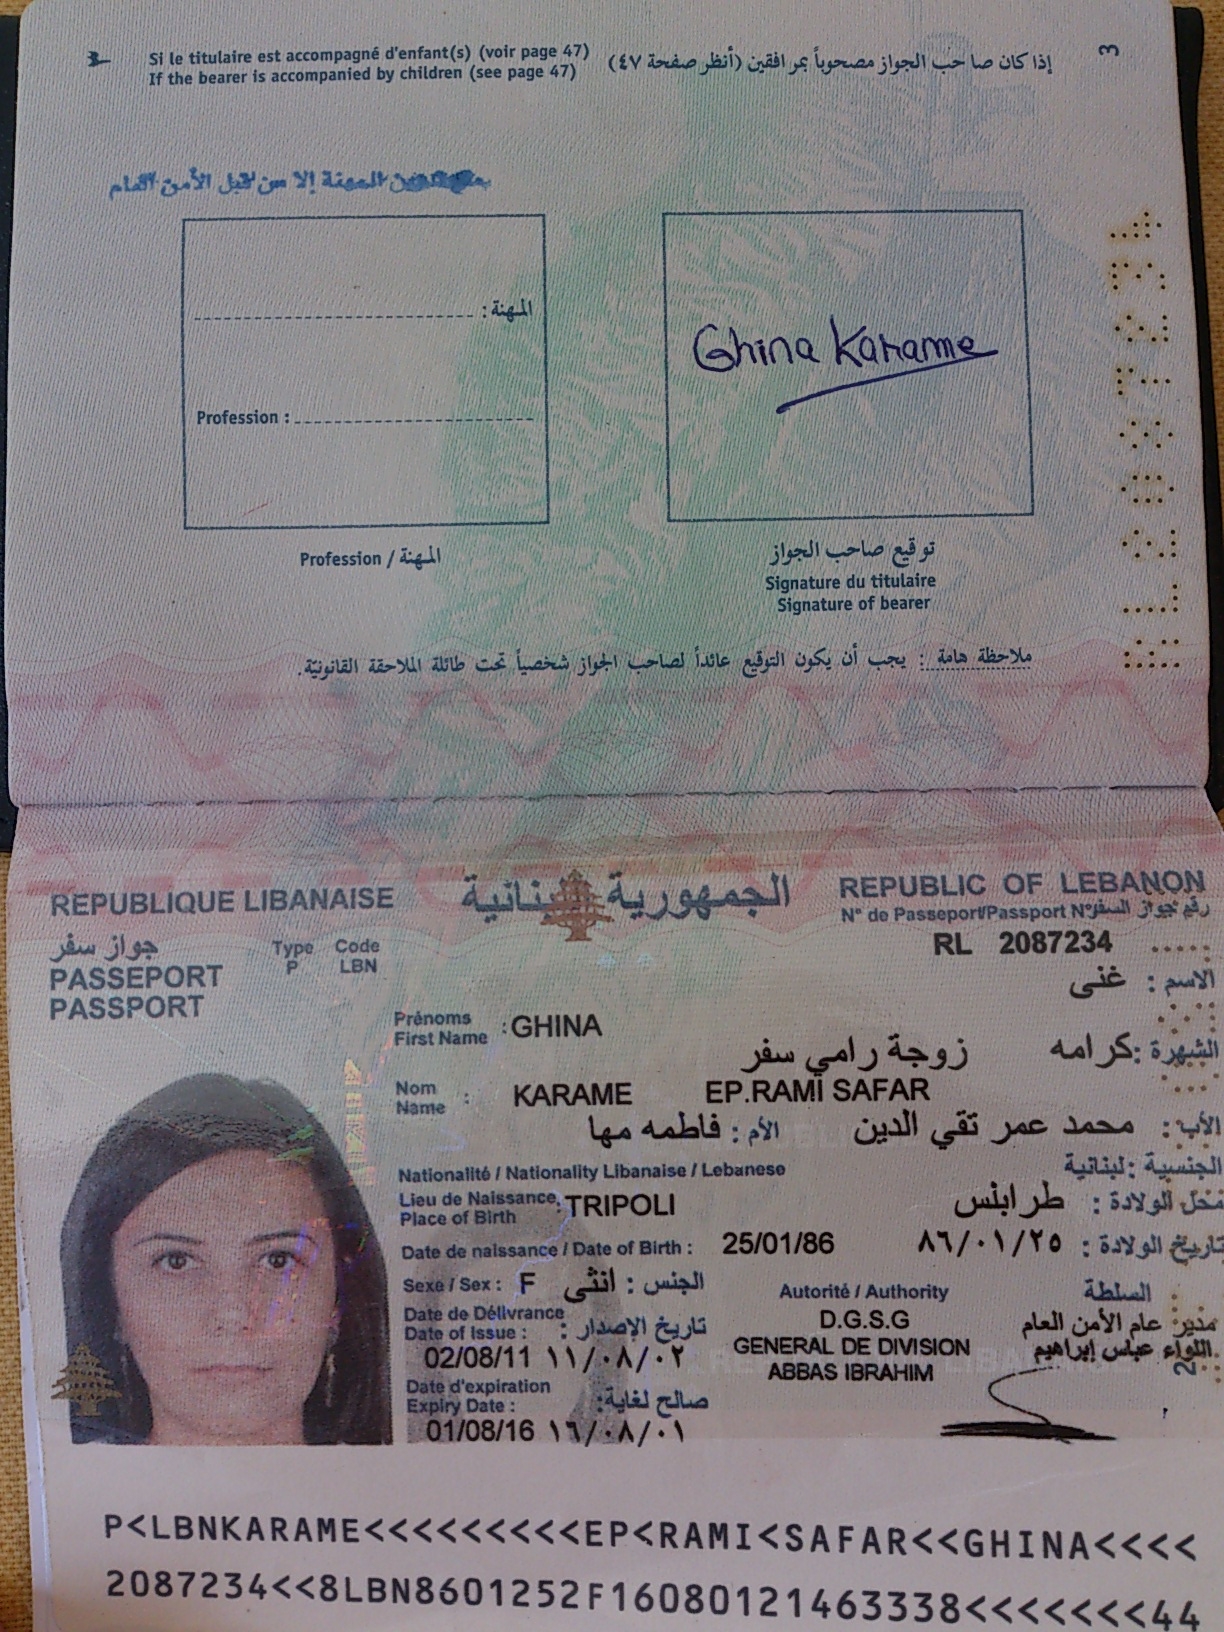 3
إذا كان صاحب الجواز مصحوباً بمرافقين (أنظر صفحة ٤٧)
Si le titulaire est accompagné d'enfant(s) (voir page 47)
If the bearer is accompanied by children (see page 47)
3
الأمن العام
Profession / المهنة
المهنة :
Profession :
توقيع صاحب الجواز
Signature du titulaire
Signature of bearer
Ghina Karame
ملاحظة هامة : يجب أن يكون التوقيع عائداً لصاحب الجواز شخصياً تحت طائلة الملاحقة القانونية.
RL2087234
REPUBLIQUE LIBANAISE الجمهورية اللبنانية REPUBLIC OF LEBANON
جواز سفر
PASSEPORT
PASSPORT
Type
P
Code
LBN
N° de Passeport/Passport N°/رقم جواز السفر
RL 2087234
Prénoms
First Name : GHINA
الاسم : غنى
Nom
Name : KARAME EP.RAMI SAFAR
الشهرة : كرامه زوجة رامي سفر
الأب : محمد عمر تقي الدين الأم : فاطمه مها
Nationalité / Nationality Libanaise / Lebanese الجنسية : لبنانية
Lieu de Naissance
Place of Birth : TRIPOLI
محل الولادة : طرابلس
Date de naissance / Date of Birth : 25/01/86
تاريخ الولادة : ٨٦/٠١/٢٥
Sexe / Sex : F الجنس : انثى
Autorité / Authority السلطة
Date de Délivrance
Date of Issue : تاريخ الإصدار :
02/08/11 ١١/٠٨/٠٢
D.G.S.G
GENERAL DE DIVISION
ABBAS IBRAHIM
مدير عام الأمن العام
اللواء عباس إبراهيم
Date d'expiration
Expiry Date : صالح لغاية:
01/08/16 ١٦/٠٨/٠١
P<LBNKARAME<<<<<<<<<EP<RAMI<SAFAR<<GHINA<<<<
2087234<<8LBN8601252F1608012146333​8<<<<<<<44